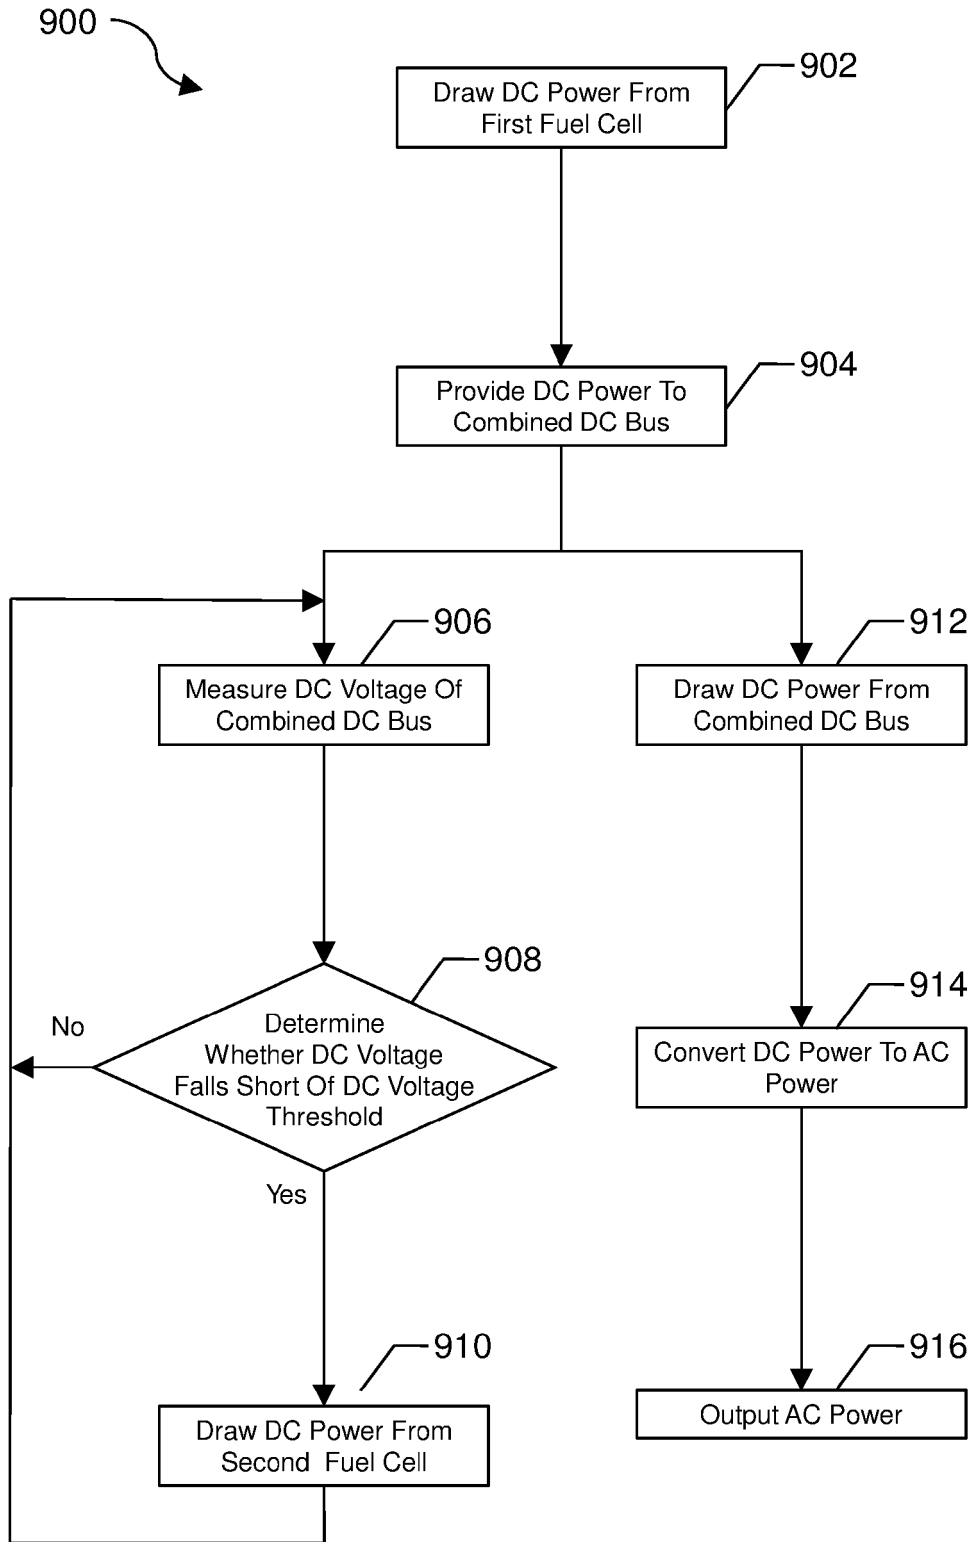 900
902
Draw DC Power From
First Fuel Cell
904
Provide DC Power To
Combined DC Bus
906
Measure DC Voltage Of
Combined DC Bus
912
Draw DC Power From
Combined DC Bus
908
No
Determine
Whether DC Voltage
Falls Short Of DC Voltage
Threshold
Yes
914
Convert DC Power To AC
Power
910
Draw DC Power From
Second Fuel Cell
916
Output AC Power